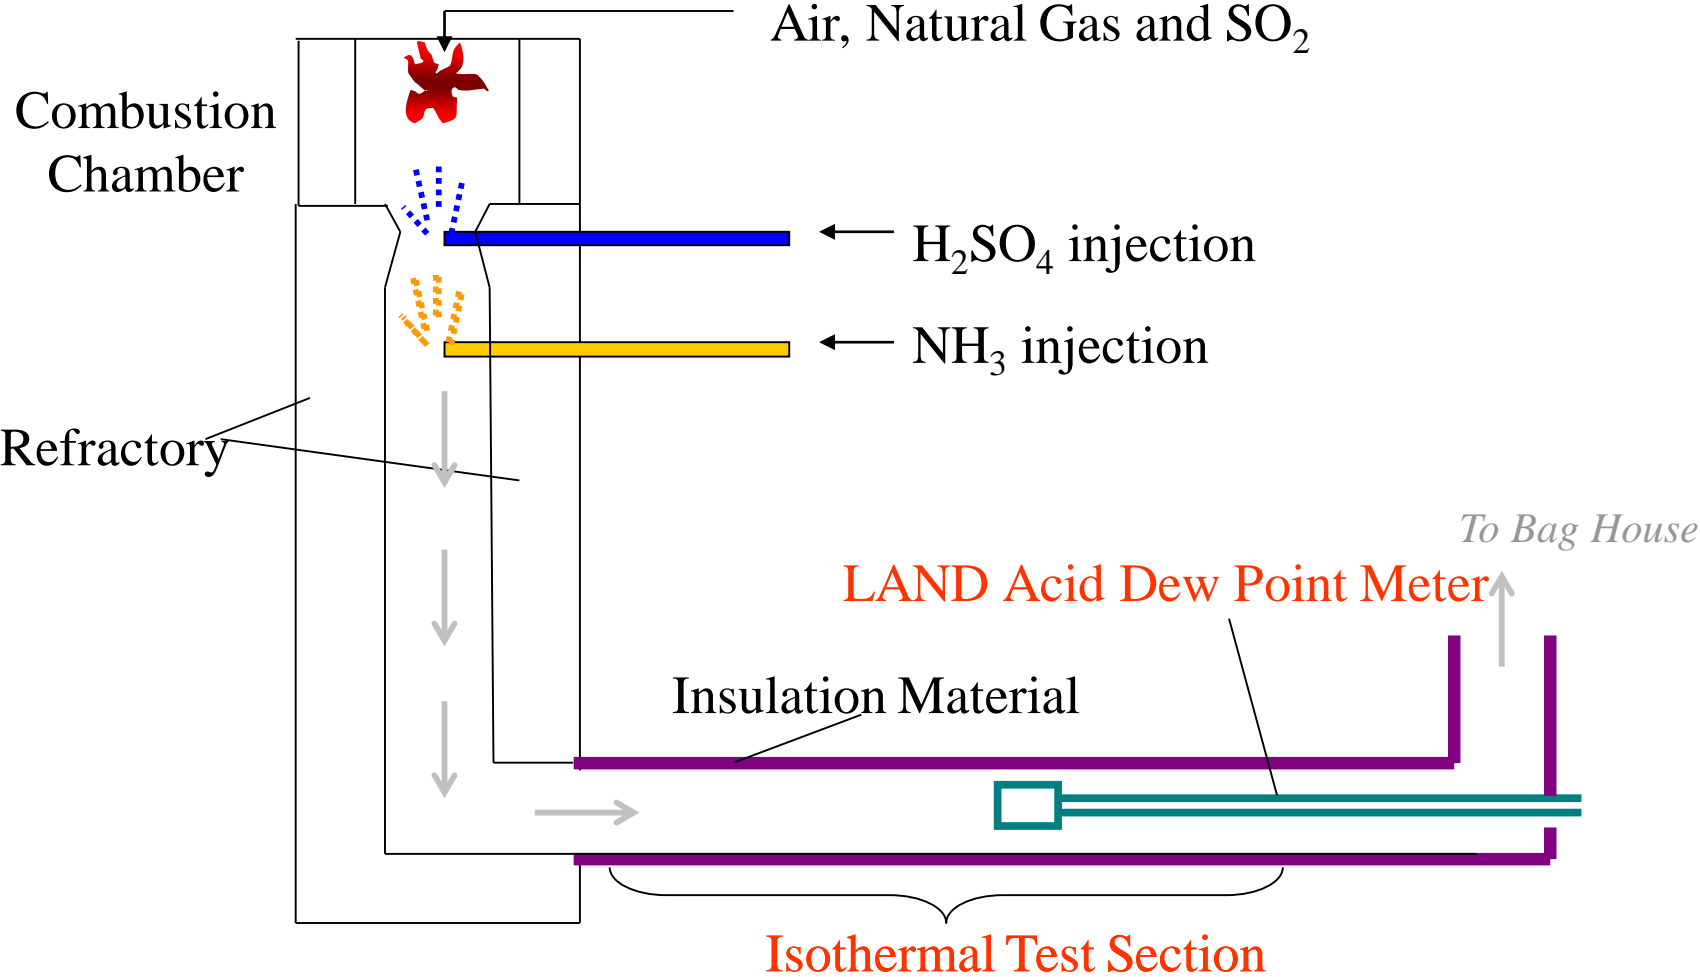 Air, Natural Gas and SO₂
Combustion
Chamber
H₂SO₄ injection
NH₃ injection
Refractory
To Bag House
LAND Acid Dew Point Meter
Insulation Material
Isothermal Test Section